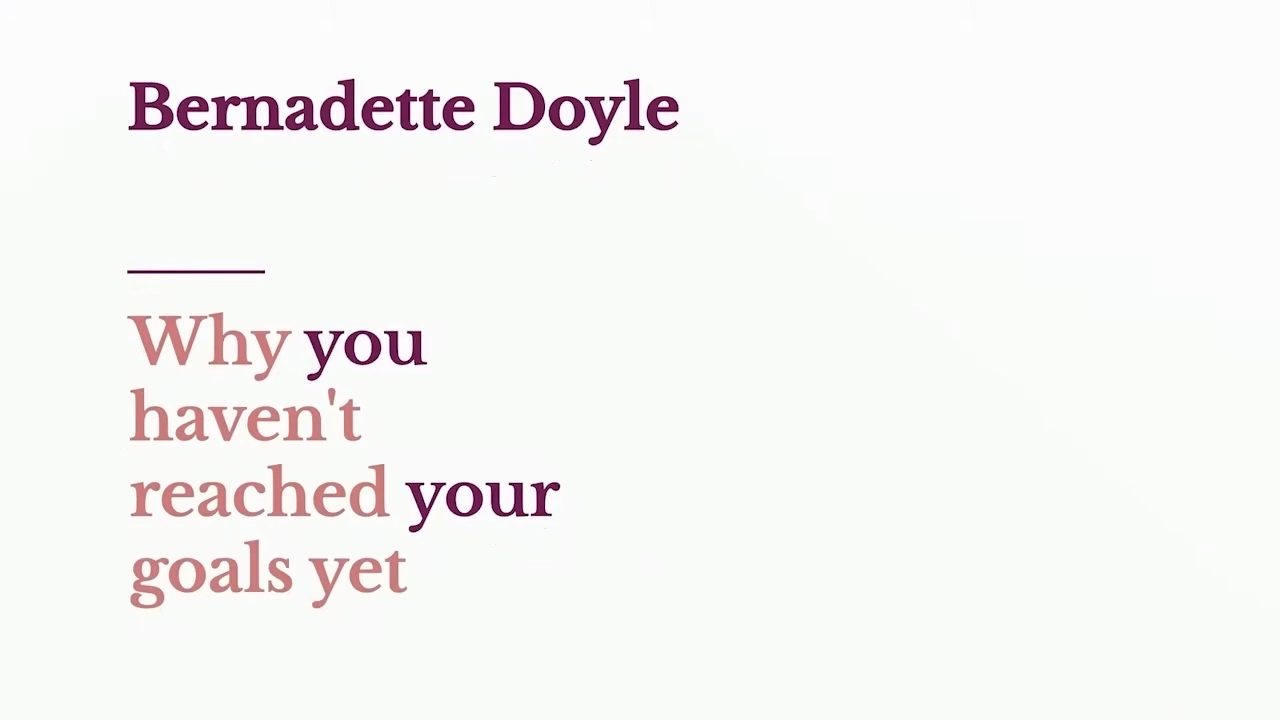 Bernadette Doyle
Why you
haven't
reached your
goals yet